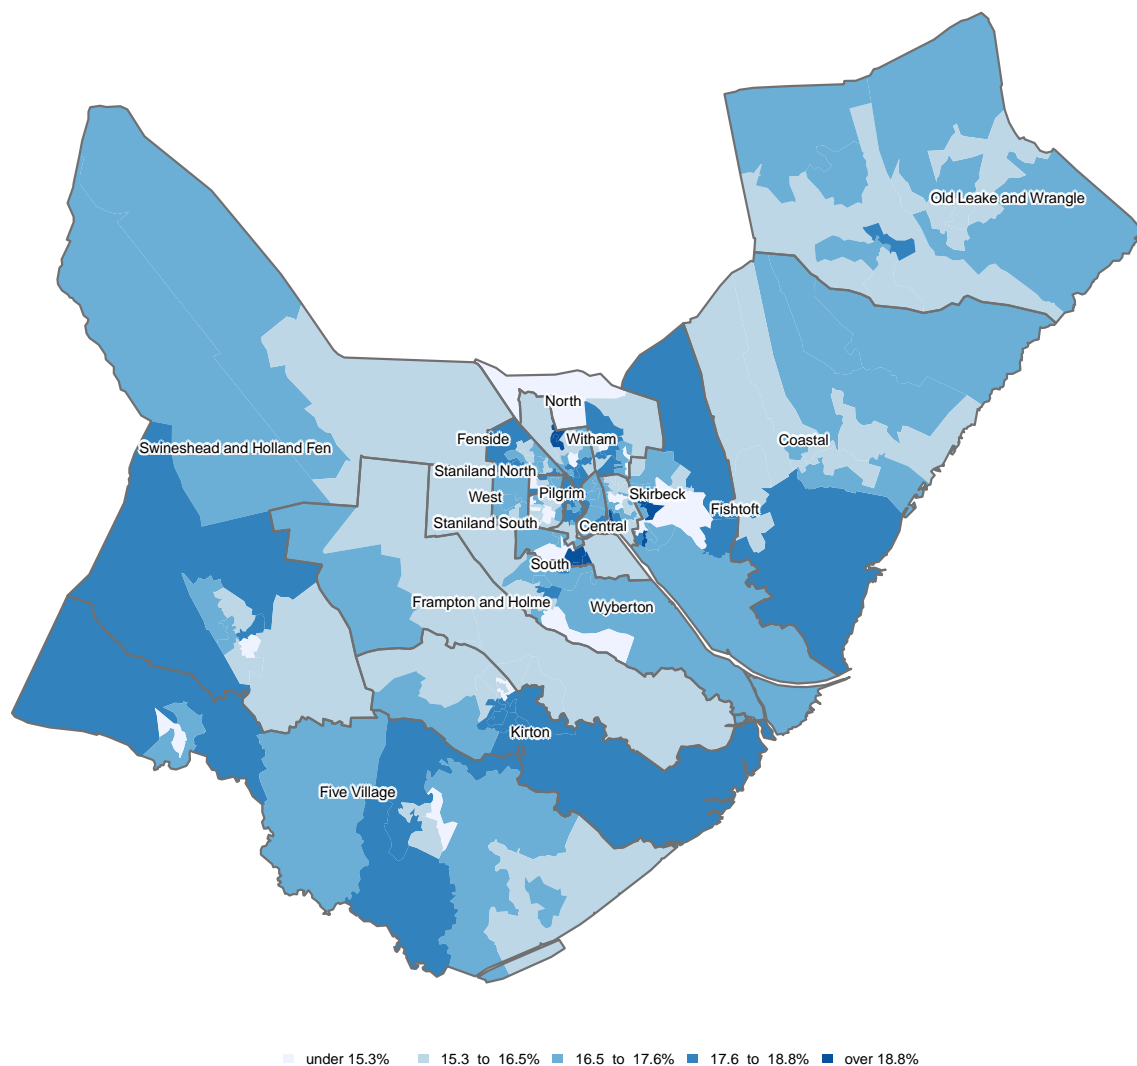 Old Leake and Wrangle
North
Fenside
Witham
Coastal
Swineshead and Holland Fen
Staniland North
West
Pilgrim
Skirbeck
Fishtoft
Staniland South
Central
South
Frampton and Holme
Wyberton
Kirton
Five Village
under 15.3%
15.3 to 16.5%
16.5 to 17.6%
17.6 to 18.8%
over 18.8%